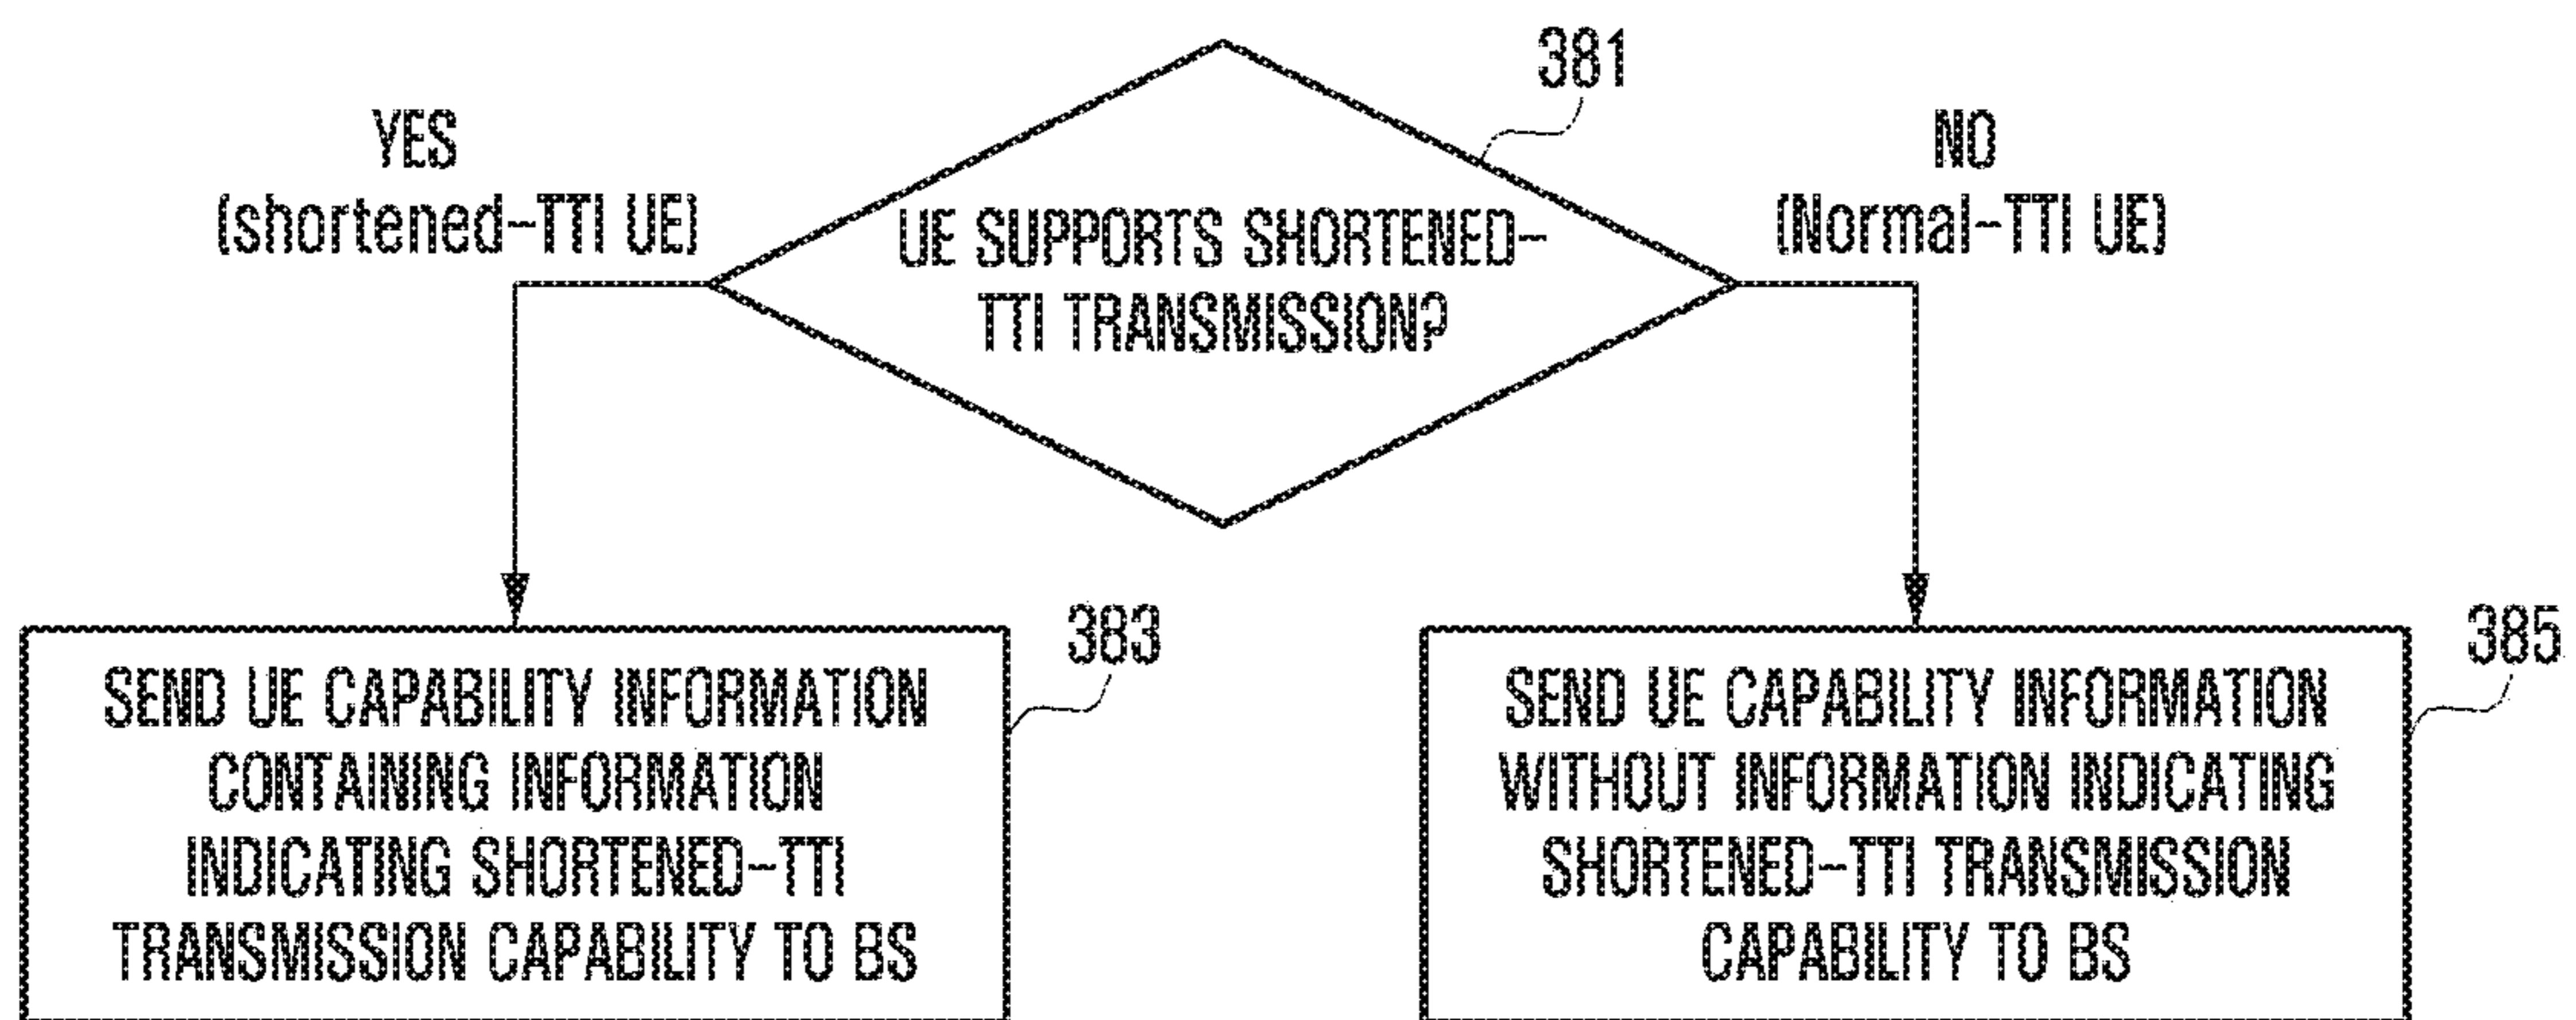 381
YES
(shortened-TTI UE)
NO
(Normal-TTI UE)
UE SUPPORTS SHORTENED-
TTI TRANSMISSION?
383
SEND UE CAPABILITY INFORMATION
CONTAINING INFORMATION
INDICATING SHORTENED-TTI
TRANSMISSION CAPABILITY TO BS
385
SEND UE CAPABILITY INFORMATION
WITHOUT INFORMATION INDICATING
SHORTENED-TTI TRANSMISSION
CAPABILITY TO BS